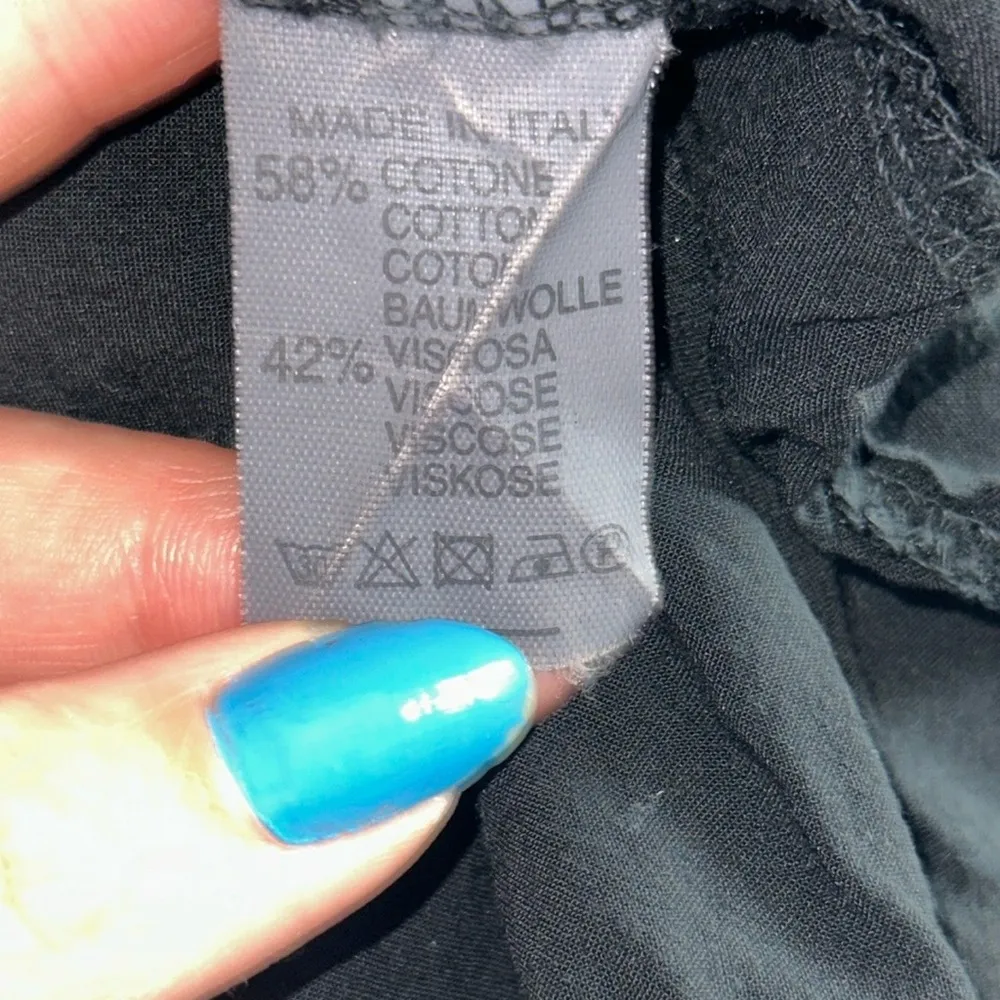 MADE IN ITALY
58% COTONE
COTTON
COTON
BAUMWOLLE
42% VISCOSA
VISCOSE
VISCOSE
VISKOSE